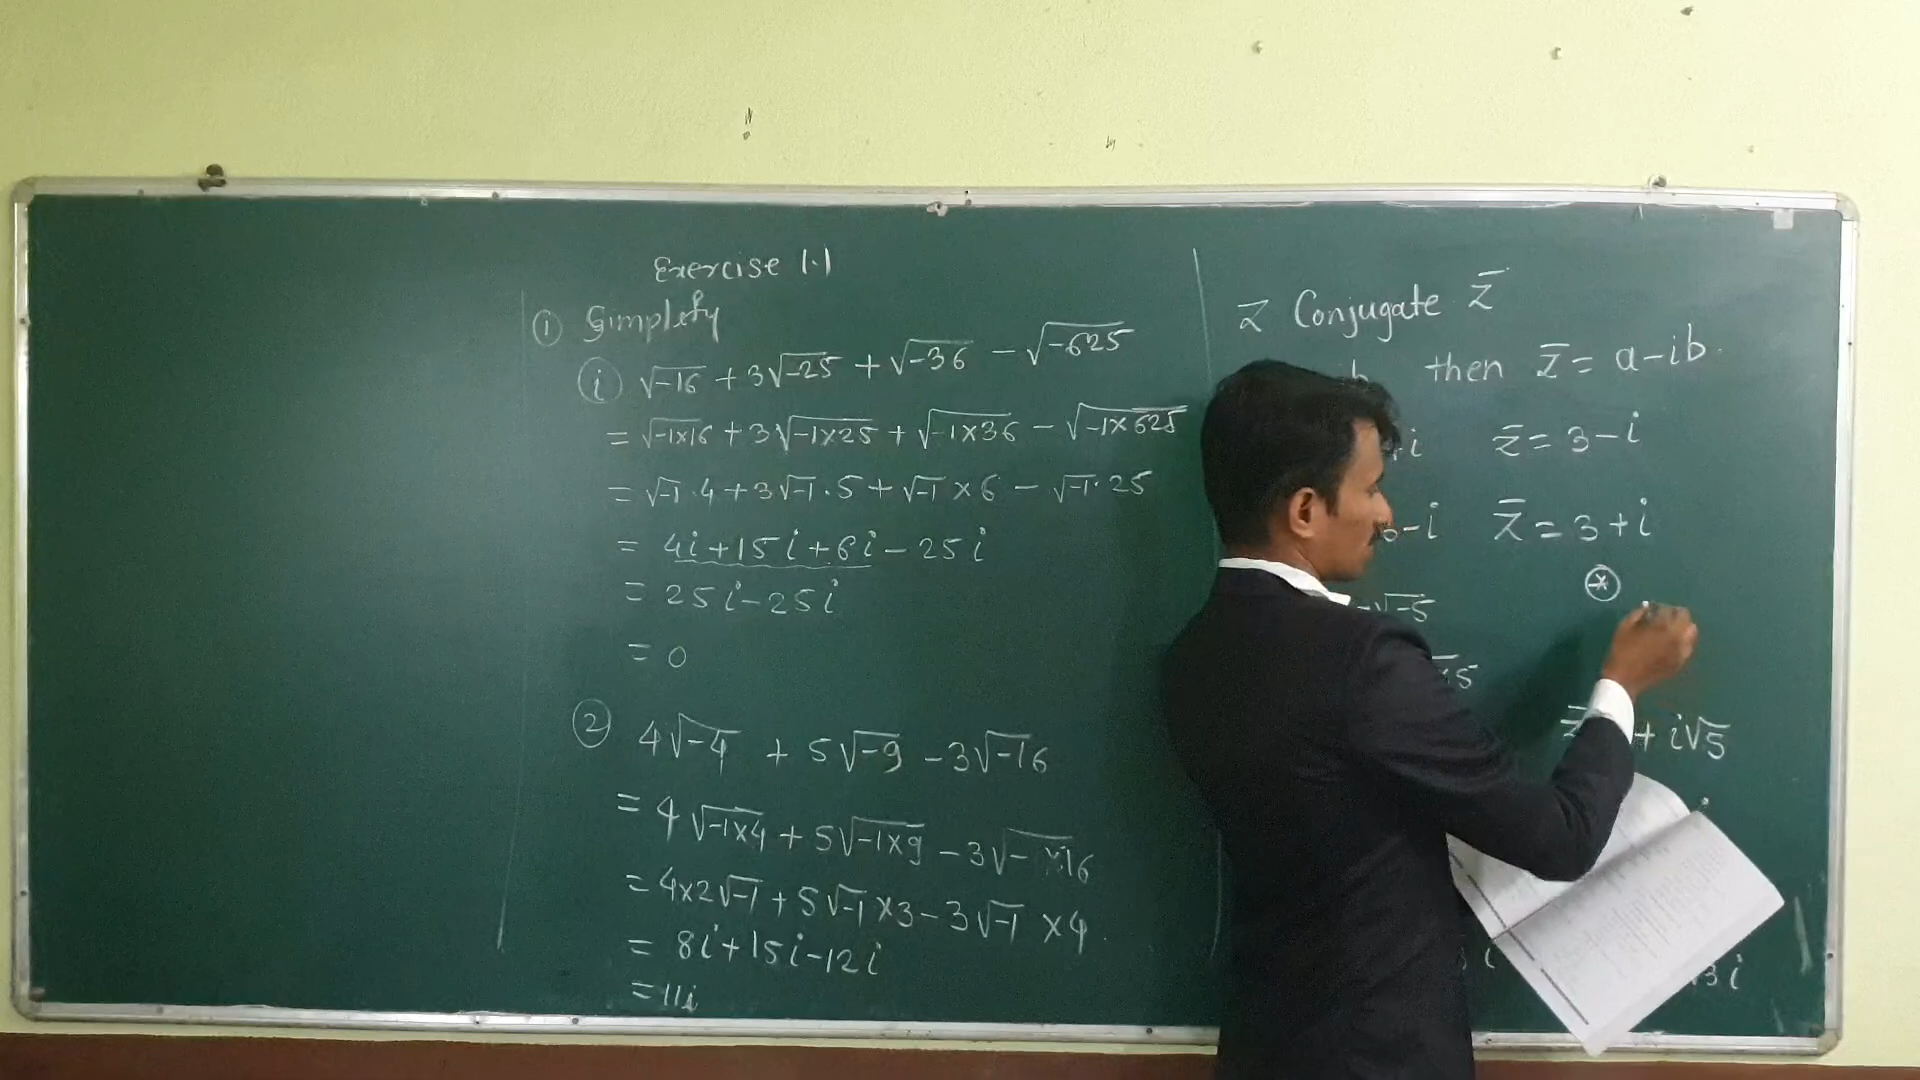 Exercise 1.1
① Simplify
ⓘ √-16 + 3√-25 + √-36 - √-625
= √-1×16 + 3√-1×25 + √-1×36 - √-1×625
= √-1·4 + 3√-1·5 + √-1×6 - √-1·25
= 4i+15i+6i-25i
= 25i-25i
= 0
② 4√-4 + 5√-9 - 3√-16
= 4√-1×4 + 5√-1×9 - 3√-×16
= 4×2√-1 + 5√-1×3 - 3√-1×4
= 8i+15i-12i
= 11i
z Conjugate z̄
b then z̄ = a-ib.
+i z̄ = 3-i
3-i z̄ = 3+i
⊛
-√-5
√5
+ i√5
3i